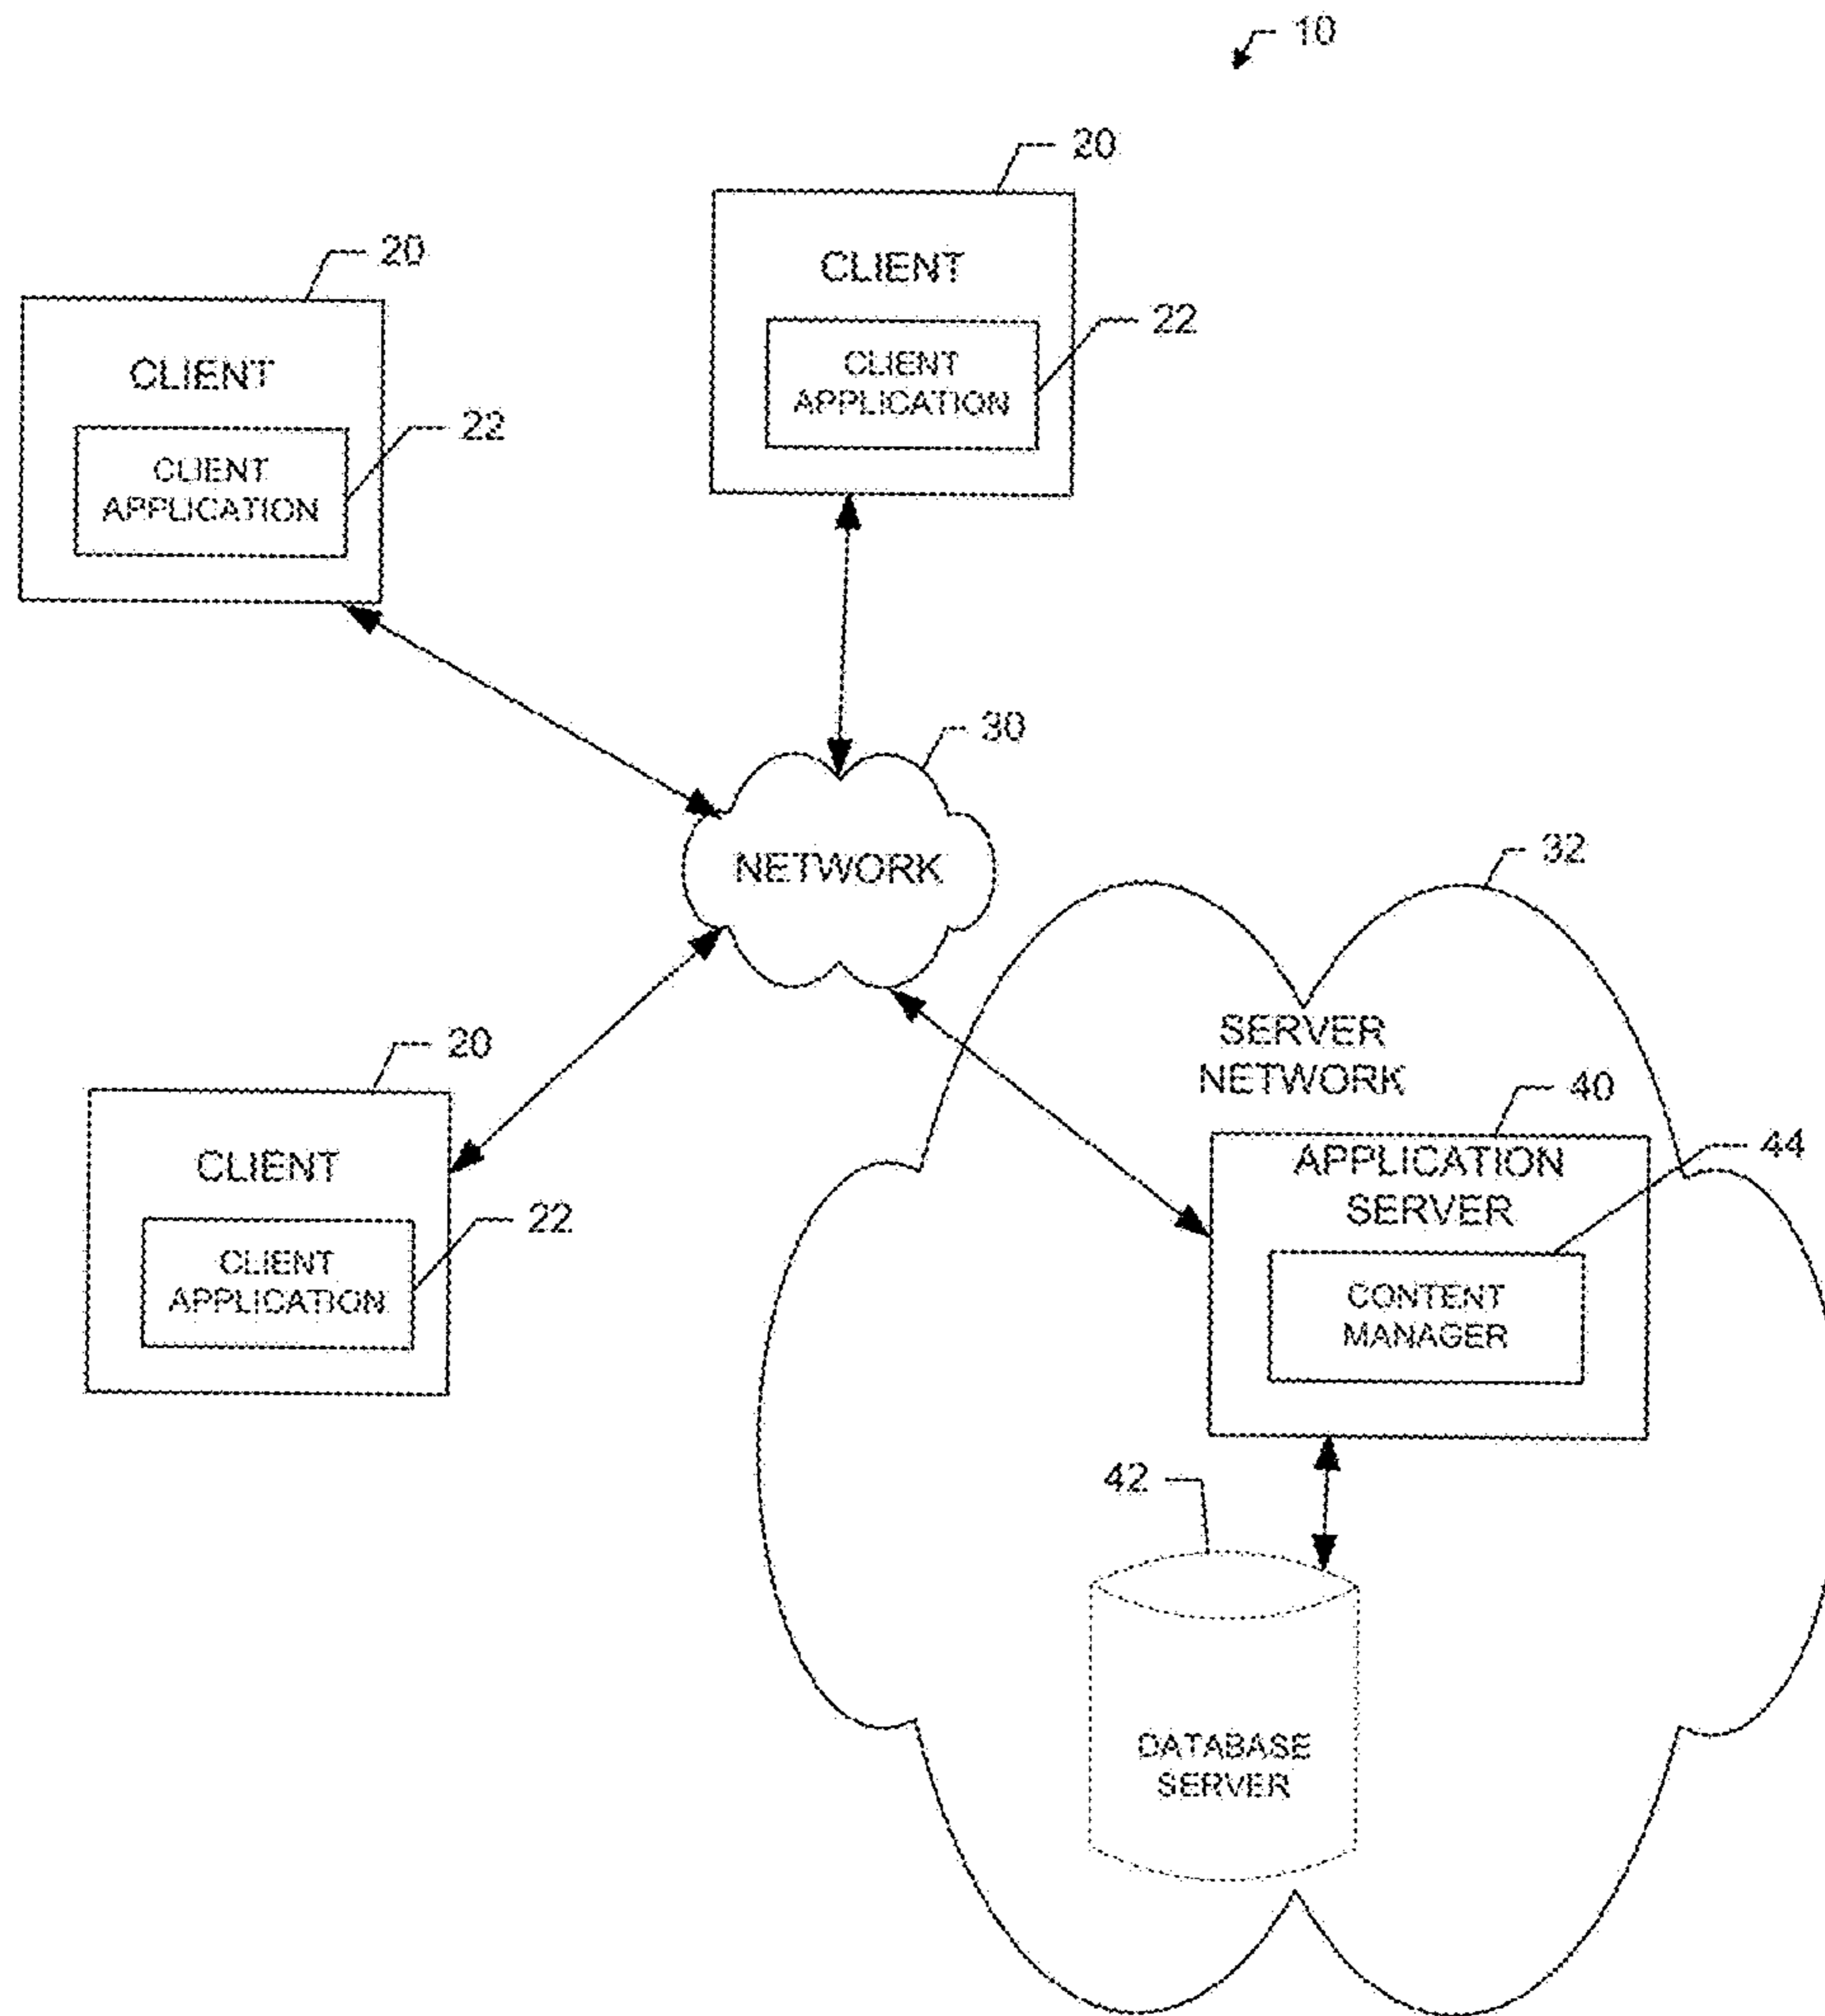 10
20
CLIENT
22
CLIENT
APPLICATION
20
CLIENT
22
CLIENT
APPLICATION
30
NETWORK
32
SERVER
NETWORK
20
CLIENT
22
CLIENT
APPLICATION
40
APPLICATION
SERVER
44
CONTENT
MANAGER
42
DATABASE
SERVER